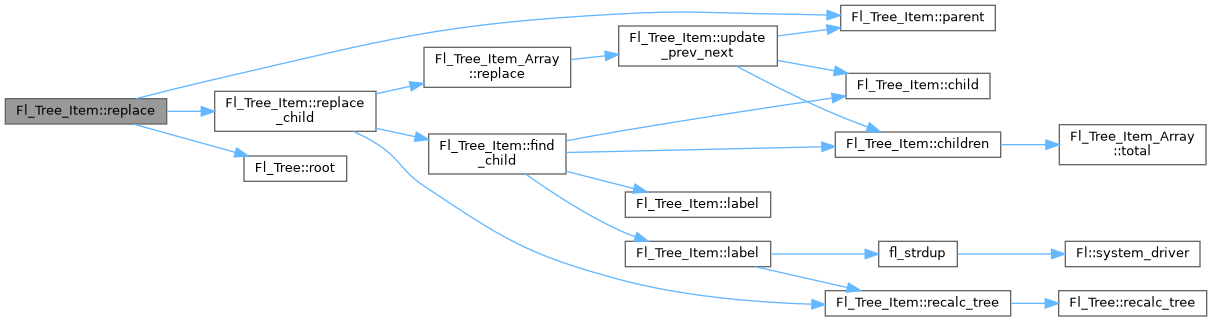 Fl_Tree_Item::replace
Fl_Tree_Item::replace
_child
Fl_Tree::root
Fl_Tree_Item_Array
::replace
Fl_Tree_Item::find
_child
Fl_Tree_Item::update
_prev_next
Fl_Tree_Item::label
Fl_Tree_Item::label
Fl_Tree_Item::parent
Fl_Tree_Item::child
Fl_Tree_Item::children
fl_strdup
Fl_Tree_Item::recalc_tree
Fl_Tree_Item_Array
::total
Fl::system_driver
Fl_Tree::recalc_tree